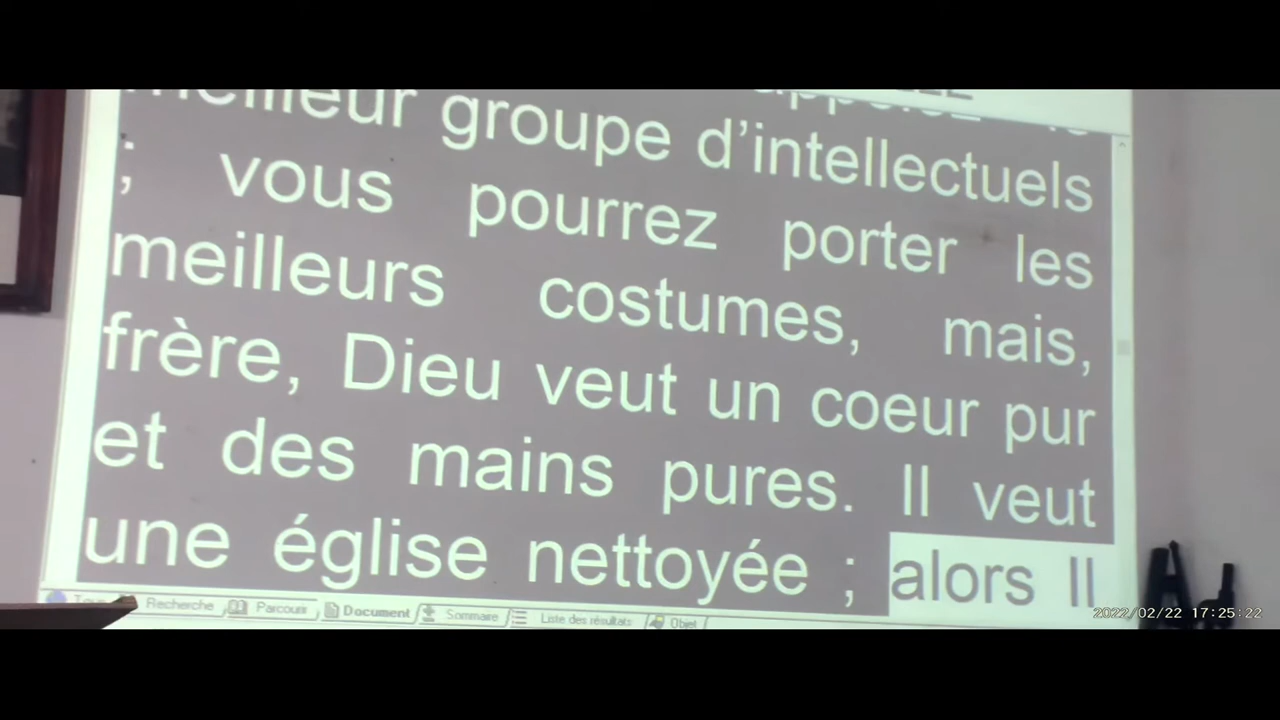 meilleur groupe d'intellectuels
; vous pourrez porter les
meilleurs costumes, mais,
frère, Dieu veut un coeur pur
et des mains pures. Il veut
une église nettoyée ; alors Il
Recherche Parcours Document Sommaire Liste des résultats Objet
2022/02/22 17:25:22